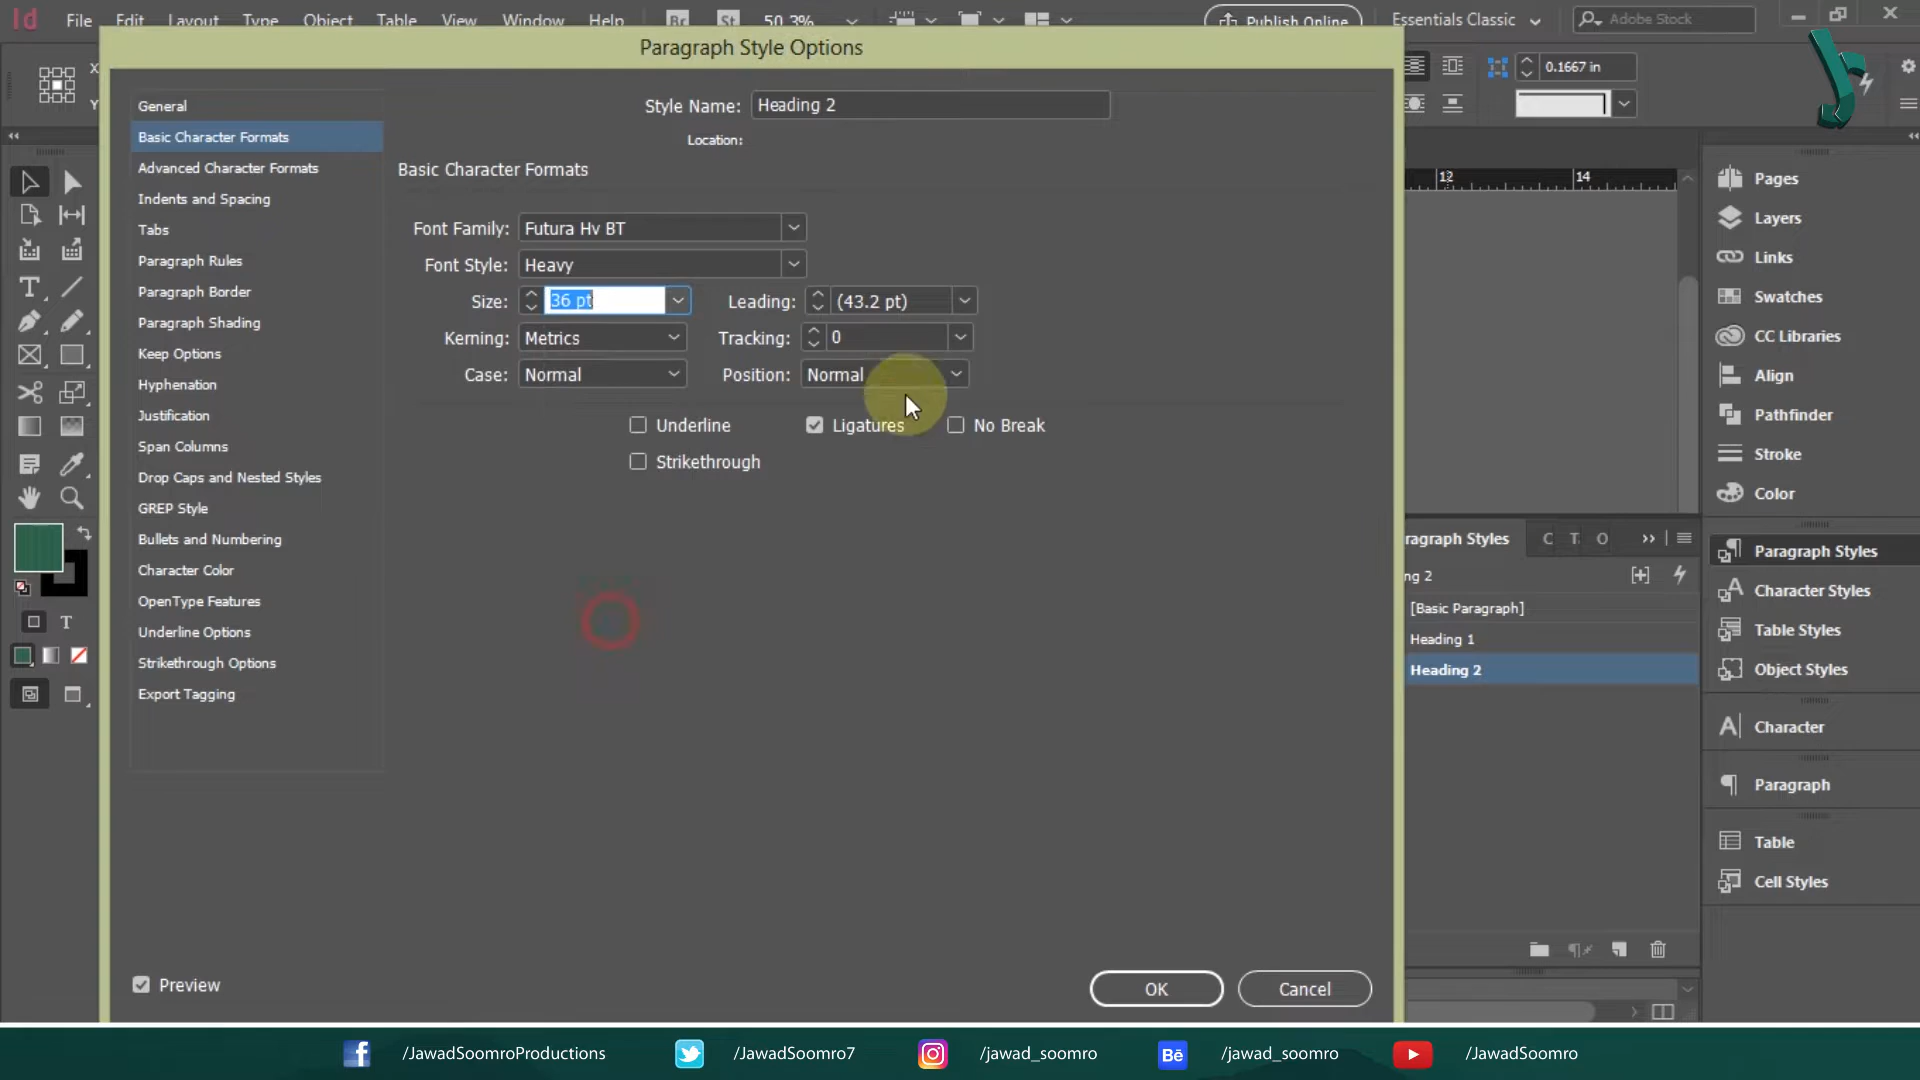 Id File Edit Layout Type Object Table View Window Help Br St 50.3% Publish Online Essentials Classic Adobe Stock
Paragraph Style Options
X
Y
0.1667 in
General
Basic Character Formats
Advanced Character Formats
Indents and Spacing
Tabs
Paragraph Rules
Paragraph Border
Paragraph Shading
Keep Options
Hyphenation
Justification
Span Columns
Drop Caps and Nested Styles
GREP Style
Bullets and Numbering
Character Color
OpenType Features
Underline Options
Strikethrough Options
Export Tagging
Style Name: Heading 2
Location:
Basic Character Formats
Font Family: Futura Hv BT
Font Style: Heavy
Size: 36 pt Leading: (43.2 pt)
Kerning: Metrics Tracking: 0
Case: Normal Position: Normal
Underline Ligatures No Break
Strikethrough
Preview
OK Cancel
12 14
ragraph Styles C T O
ng 2
[Basic Paragraph]
Heading 1
Heading 2
Pages
Layers
Links
Swatches
CC Libraries
Align
Pathfinder
Stroke
Color
Paragraph Styles
Character Styles
Table Styles
Object Styles
Character
Paragraph
Table
Cell Styles
/JawadSoomroProductions /JawadSoomro7 /jawad_soomro Bē /jawad_soomro /JawadSoomro